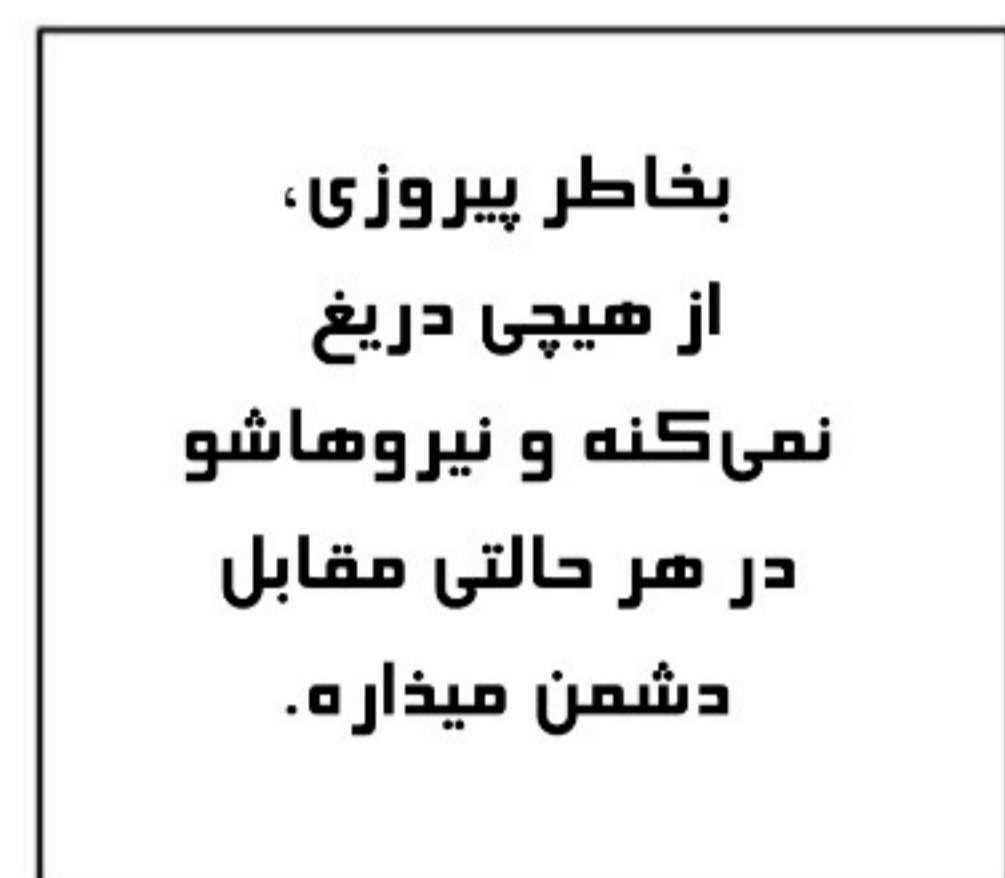 بخاطر پیروزی،
از هیچی دریغ
نمی‌کنه و نیروهاشو
در هر حالتی مقابل
دشمن میذاره.